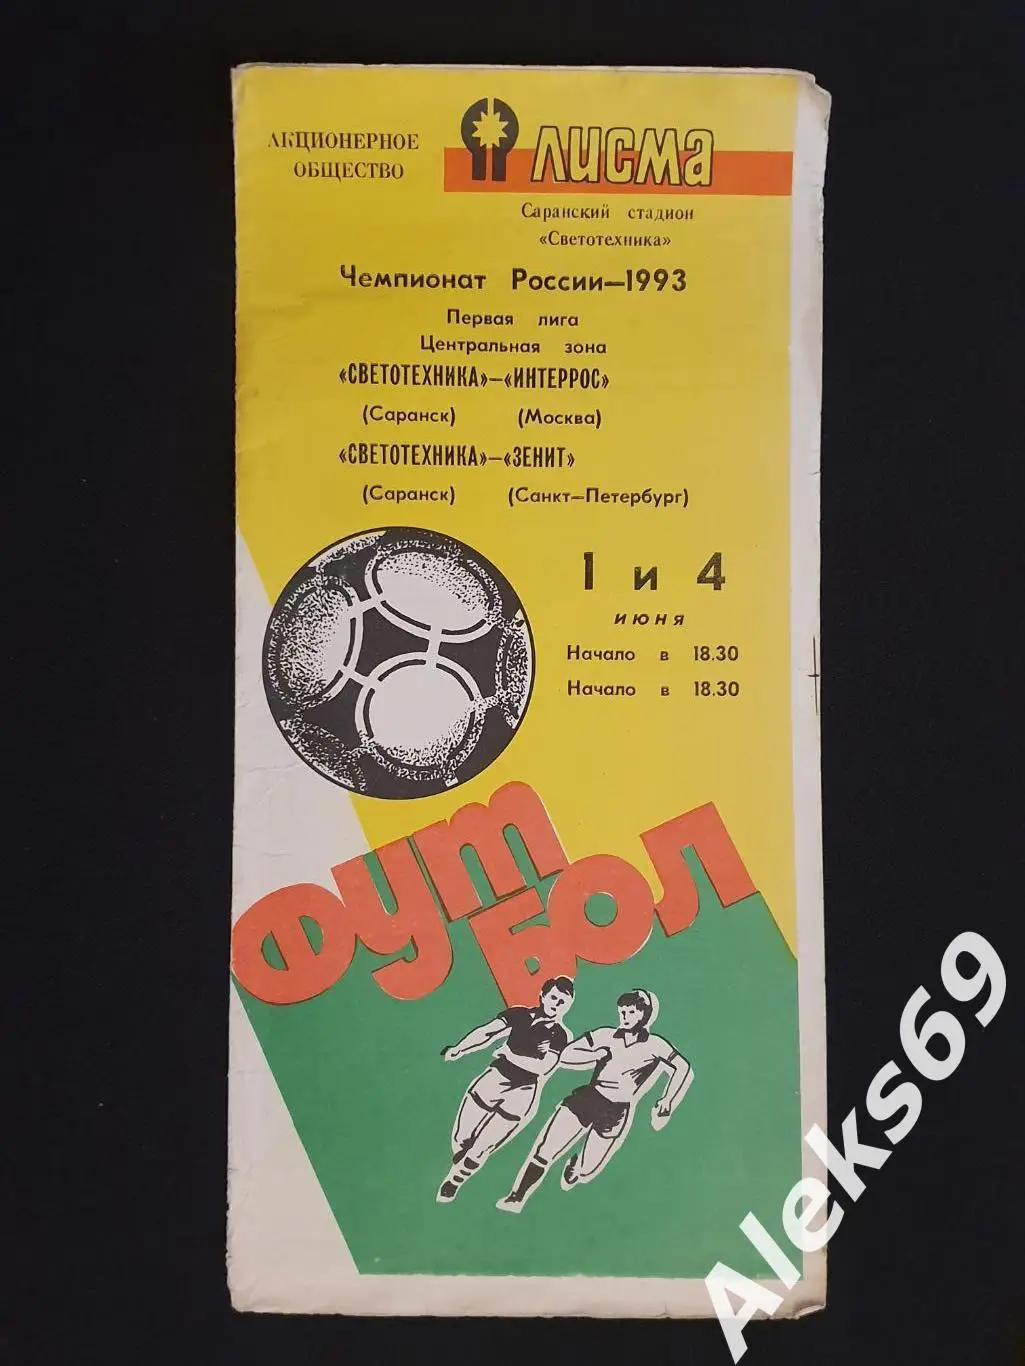 АКЦИОНЕРНОЕ
ОБЩЕСТВО
ЛИСМА
Саранский стадион
«Светотехника»
Чемпионат России—1993
Первая лига
Центральная зона
«СВЕТОТЕХНИКА»—«ИНТЕРРОС»
(Саранск) (Москва)
«СВЕТОТЕХНИКА»—«ЗЕНИТ»
(Саранск) (Санкт—Петербург)
1 и 4
июня
Начало в 18.30
Начало в 18.30
ФУТ
БОЛ
Aleks69